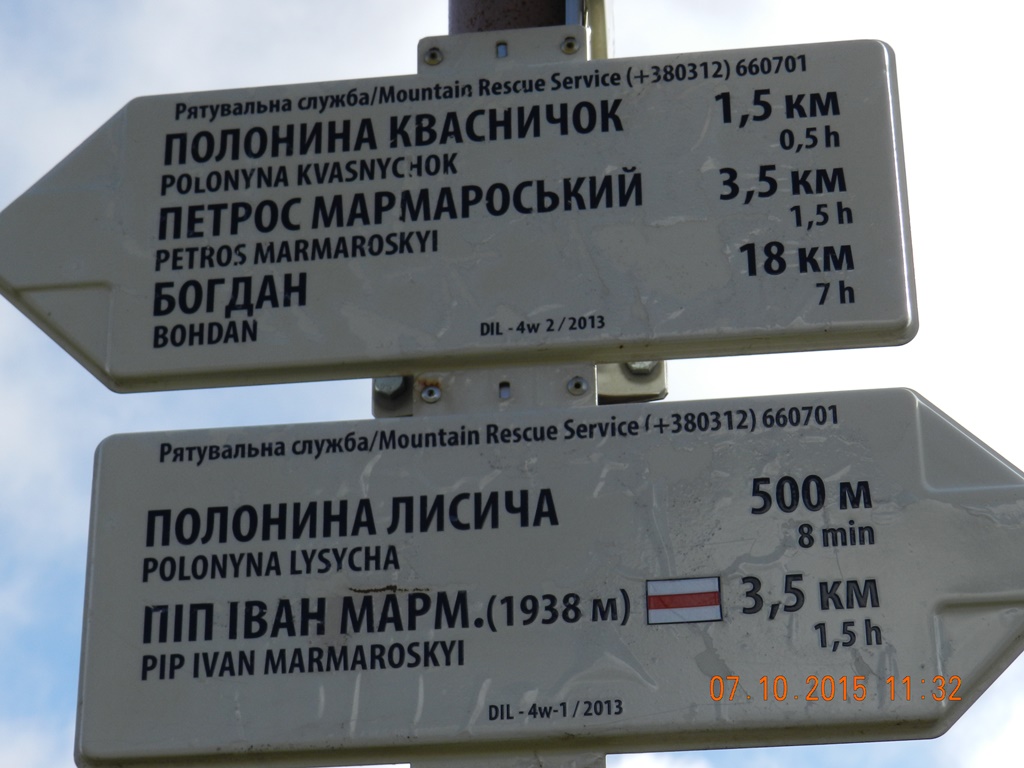 Рятувальна служба/Mountain Rescue Service (+380312) 660701
ПОЛОНИНА КВАСНИЧОК 1,5 км
POLONYNA KVASNYCHOK 0,5 h
ПЕТРОС МАРМАРОСЬКИЙ 3,5 км
PETROS MARMAROSKYI 1,5 h
БОГДАН 18 км
BOHDAN 7 h
DIL - 4w 2 / 2013
Рятувальна служба/Mountain Rescue Service (+380312) 660701
ПОЛОНИНА ЛИСИЧА 500 м
POLONYNA LYSYCHA 8 min
ПІП ІВАН МАРМ.(1938 м) 3,5 км
PIP IVAN MARMAROSKYI 1,5 h
DIL - 4w-1 / 2013
07.10.2015 11:32